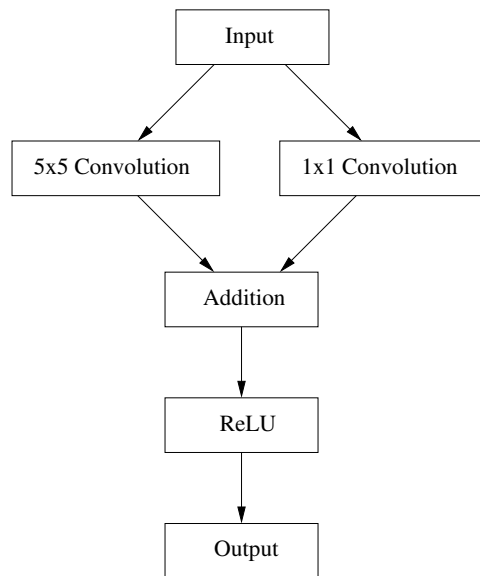 Input
5x5 Convolution
1x1 Convolution
Addition
ReLU
Output